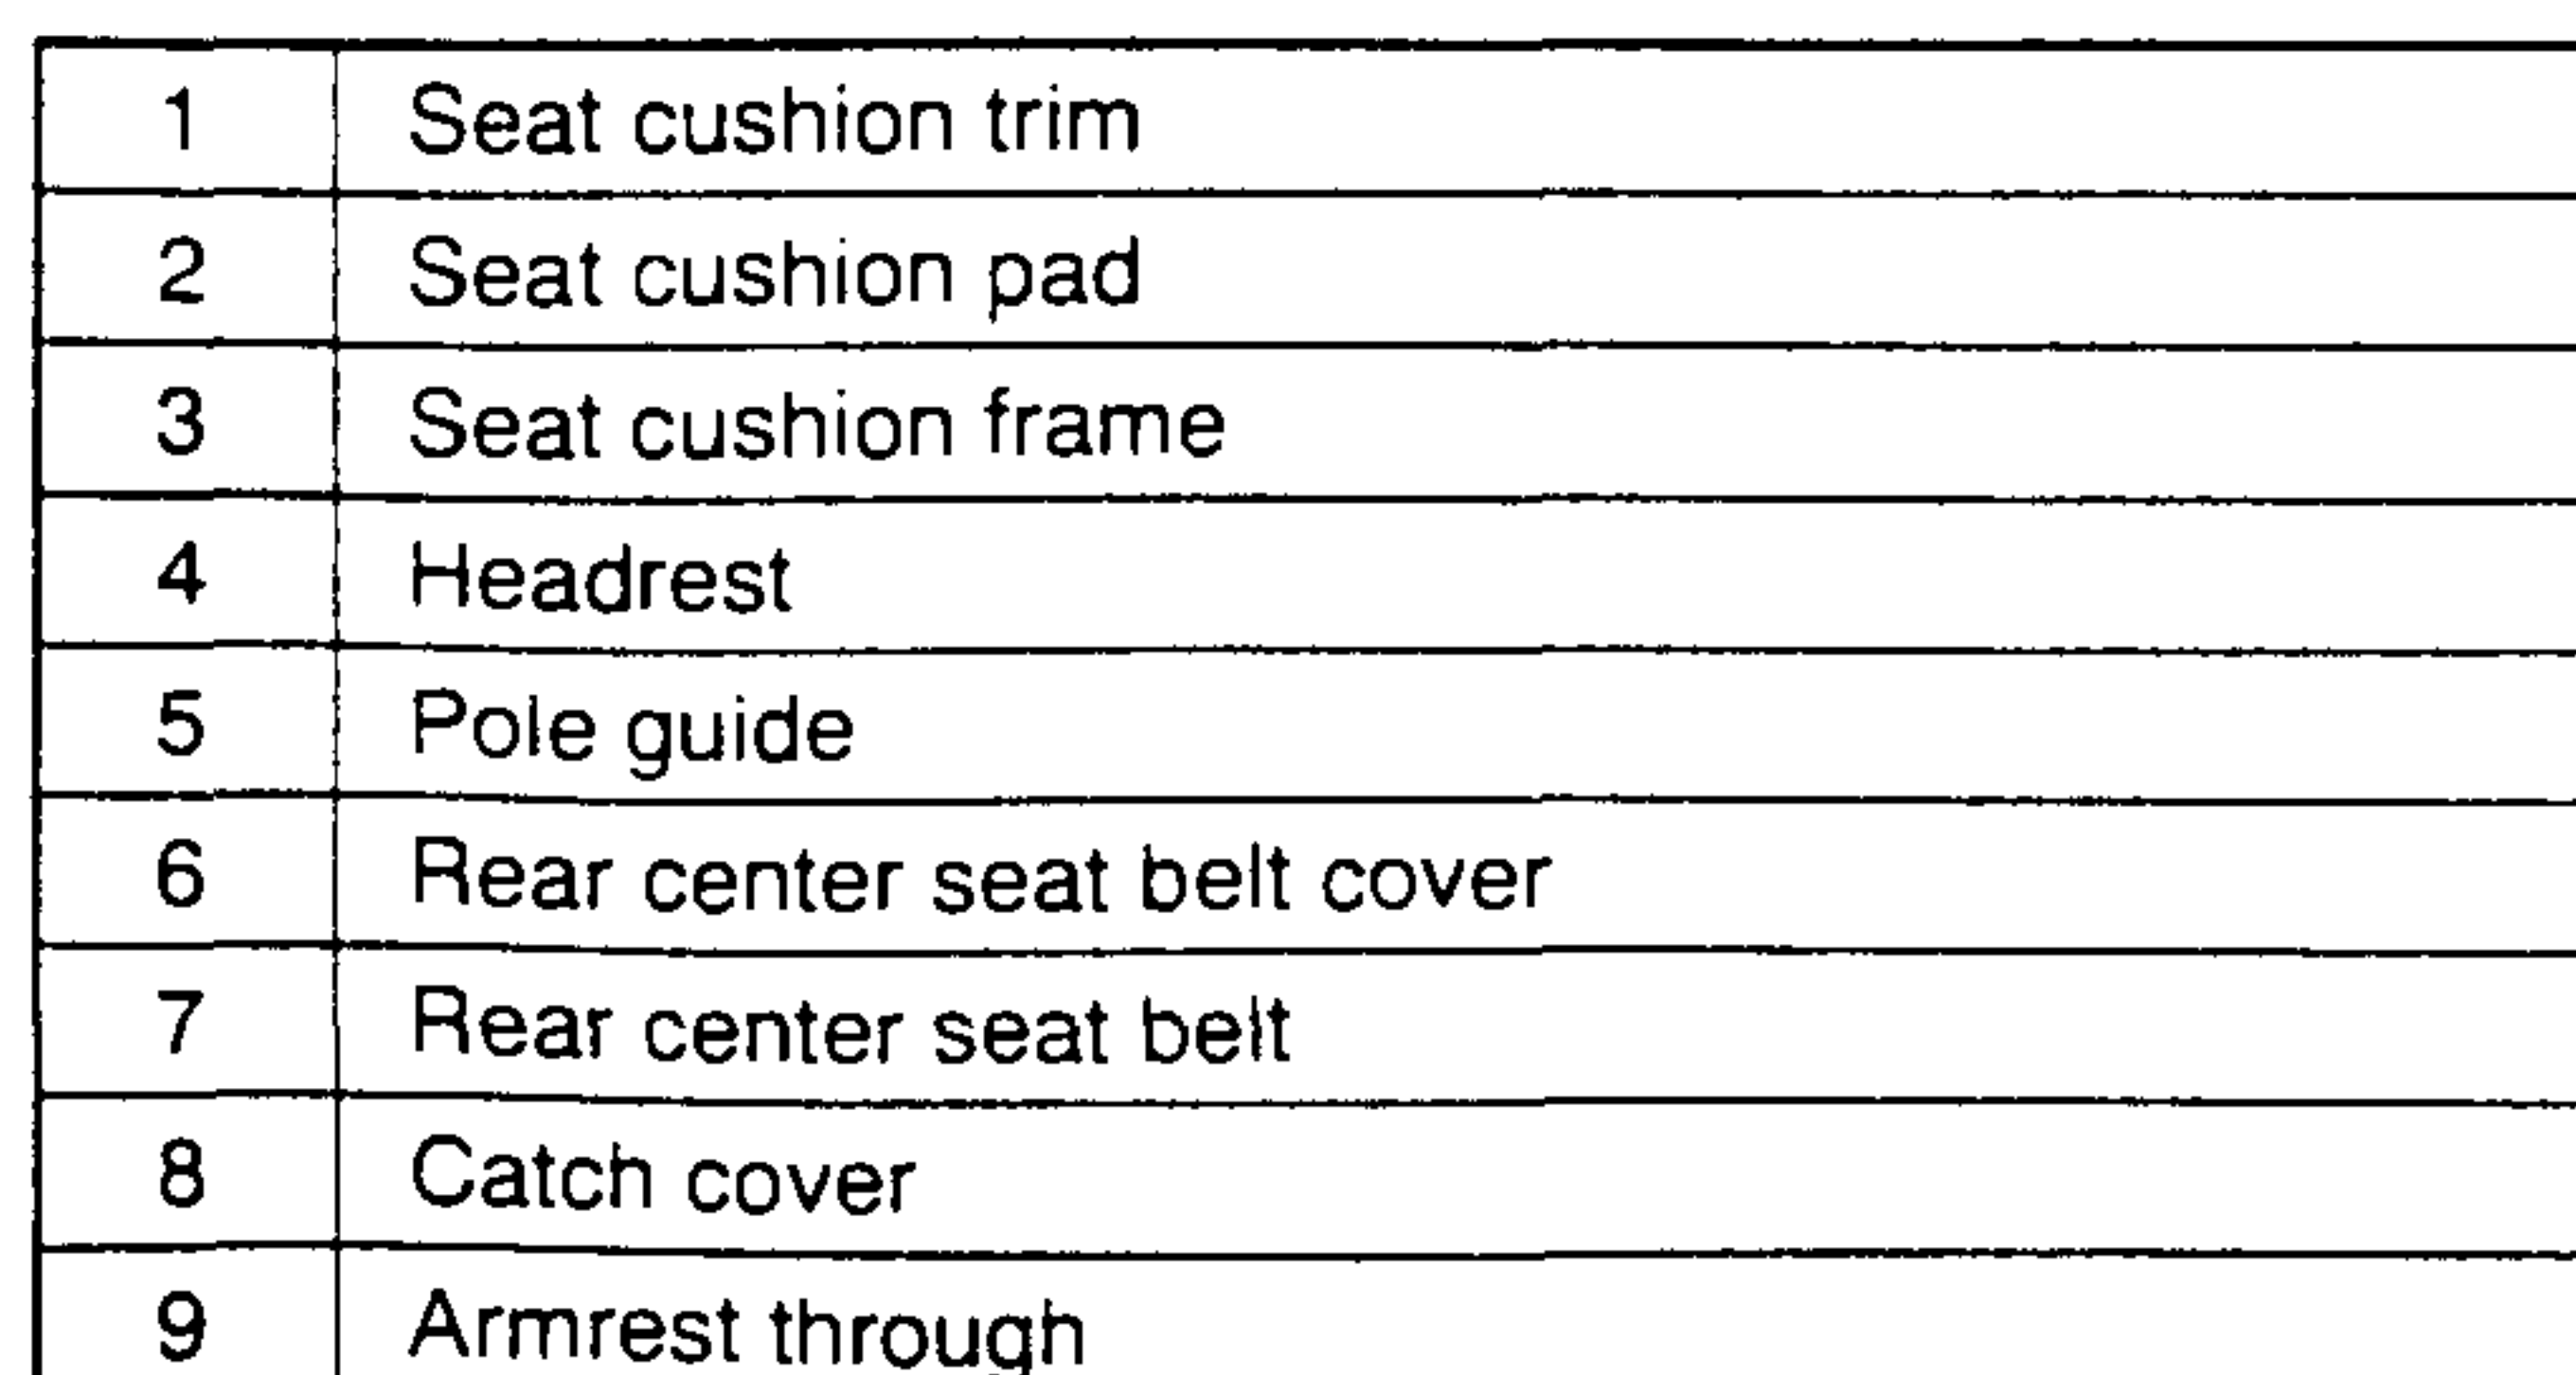 1 Seat cushion trim
2 Seat cushion pad
3 Seat cushion frame
4 Headrest
5 Pole guide
6 Rear center seat belt cover
7 Rear center seat belt
8 Catch cover
9 Armrest through